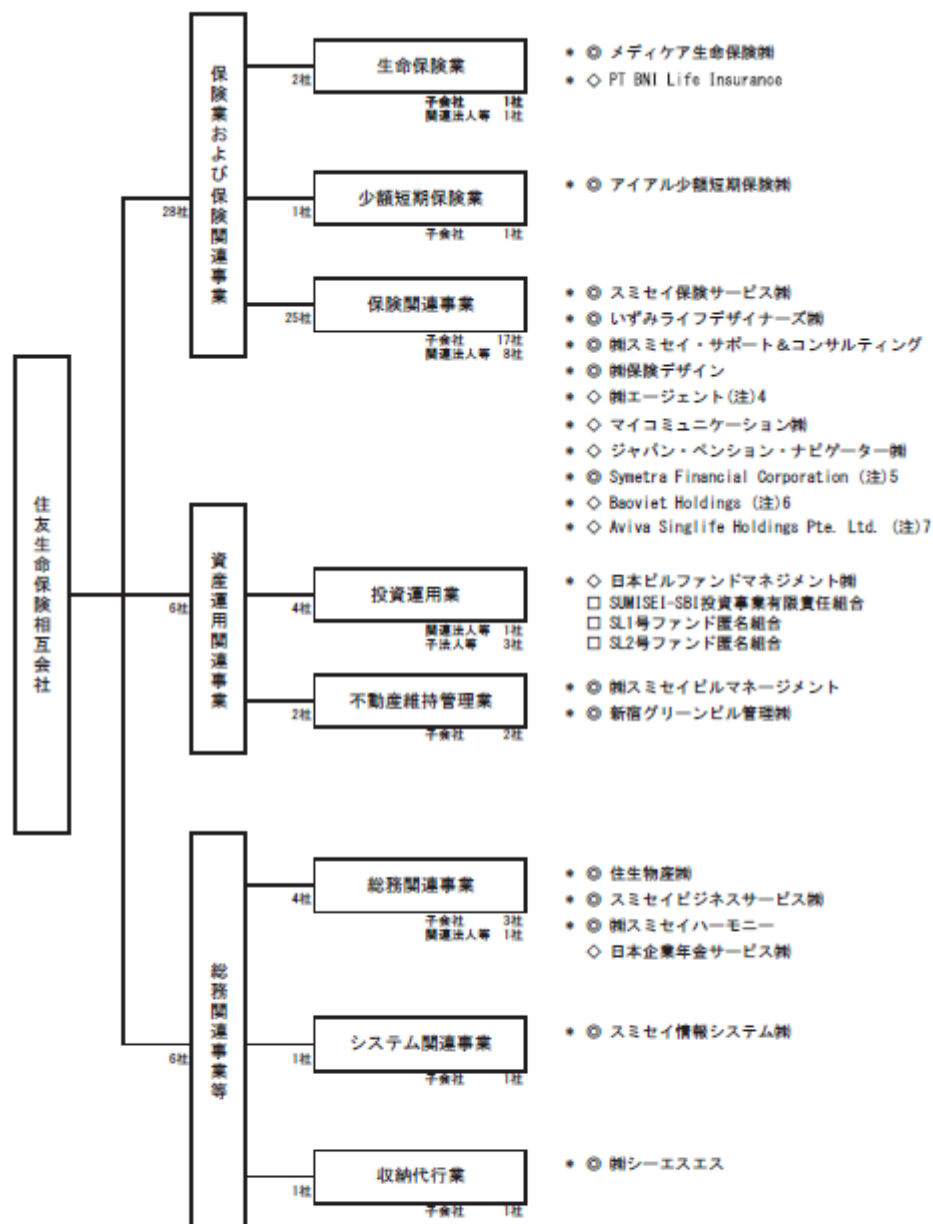 住友生命保険相互会社
28社
保険業および保険関連事業
2社
生命保険業
子会社 1社
関連法人等 1社
* ◎ メディケア生命保険㈱
* ◇ PT BNI Life Insurance
1社
少額短期保険業
子会社 1社
* ◎ アイアル少額短期保険㈱
25社
保険関連事業
子会社 17社
関連法人等 8社
* ◎ スミセイ保険サービス㈱
* ◎ いずみライフデザイナーズ㈱
* ◎ ㈱スミセイ・サポート&コンサルティング
* ◎ ㈱保険デザイン
* ◇ ㈱エージェント(注)4
* ◇ マイコミュニケーション㈱
* ◇ ジャパン・ペンション・ナビゲーター㈱
* ◎ Symetra Financial Corporation (注)5
* ◇ Baoviet Holdings (注)6
* ◇ Aviva Singlife Holdings Pte. Ltd. (注)7
6社
資産運用関連事業
4社
投資運用業
関連法人等 1社
子法人等 3社
* ◇ 日本ビルファンドマネジメント㈱
□ SUMISEI-SBI投資事業有限責任組合
□ SL1号ファンド匿名組合
□ SL2号ファンド匿名組合
2社
不動産維持管理業
子会社 2社
* ◎ ㈱スミセイビルマネージメント
* ◎ 新宿グリーンビル管理㈱
6社
総務関連事業等
4社
総務関連事業
子会社 3社
関連法人等 1社
* ◎ 住生物産㈱
* ◎ スミセイビジネスサービス㈱
* ◎ ㈱スミセイハーモニー
◇ 日本企業年金サービス㈱
1社
システム関連事業
子会社 1社
* ◎ スミセイ情報システム㈱
1社
収納代行業
子会社 1社
* ◎ ㈱シーエスエス